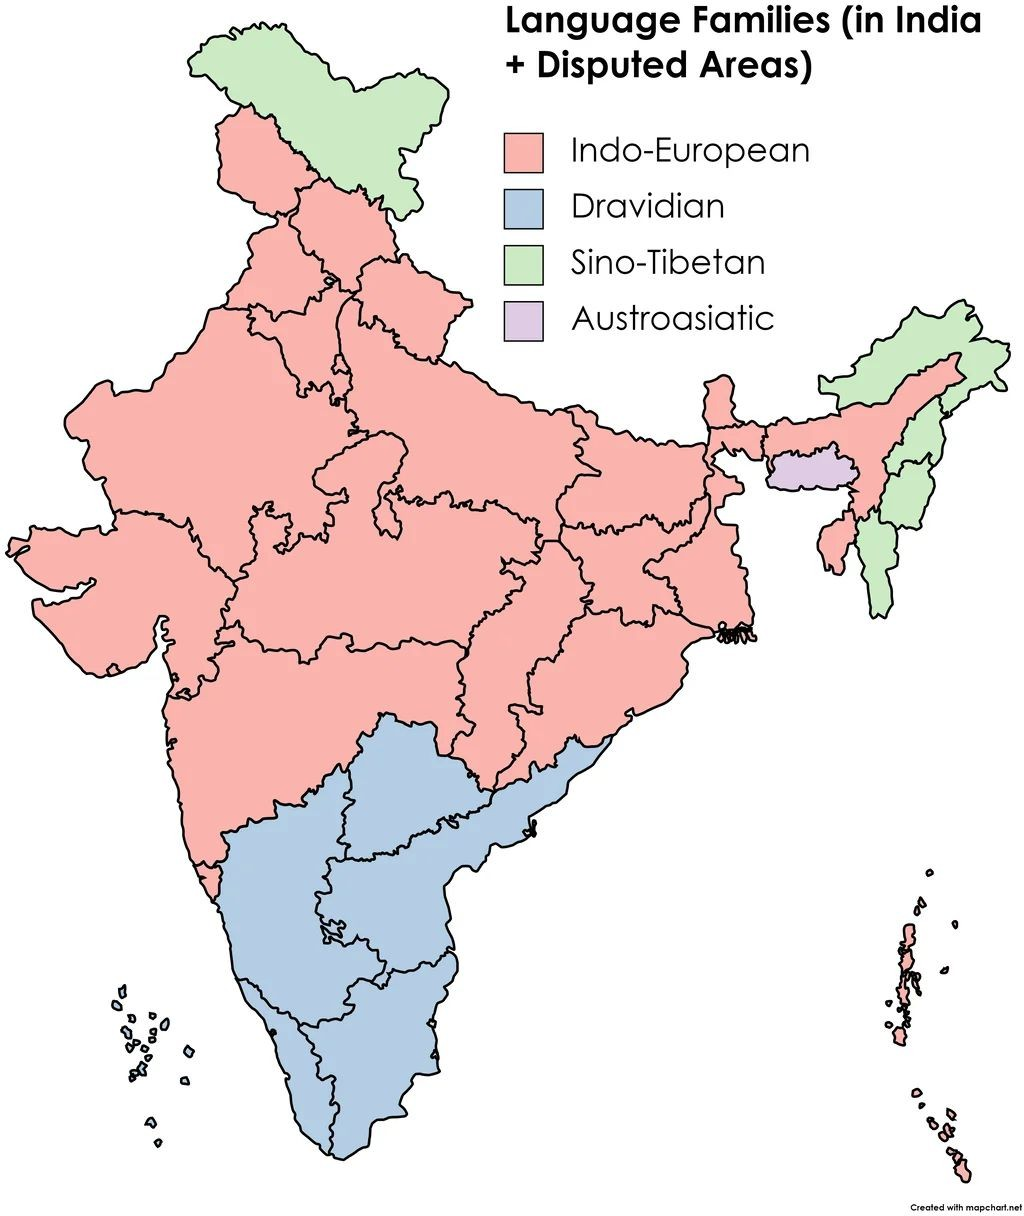 Language Families (in India
+ Disputed Areas)
Indo-European
Dravidian
Sino-Tibetan
Austroasiatic
Created with mapchart.net